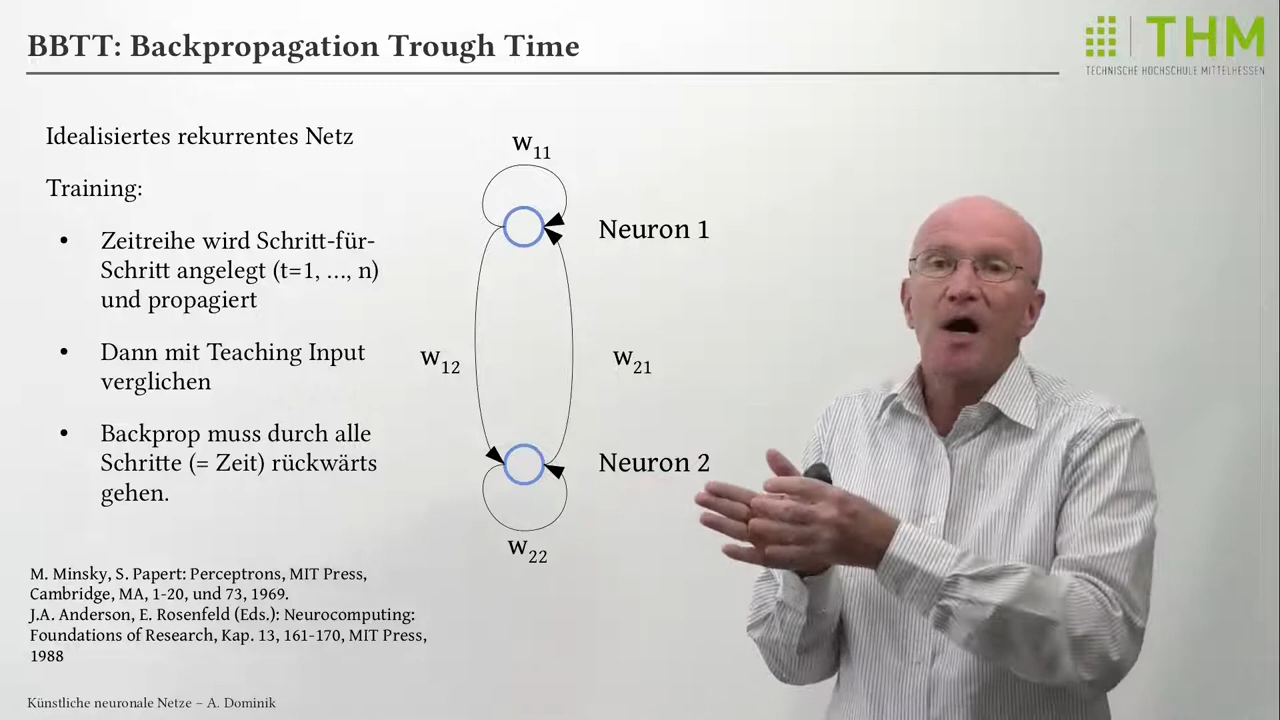 BBTT: Backpropagation Trough Time
THM
TECHNISCHE HOCHSCHULE MITTELHESSEN
Idealisiertes rekurrentes Netz
Training:
• Zeitreihe wird Schritt-für-
Schritt angelegt (t=1, ..., n)
und propagiert
• Dann mit Teaching Input
verglichen
• Backprop muss durch alle
Schritte (= Zeit) rückwärts
gehen.
w11
Neuron 1
w12
w21
Neuron 2
w22
M. Minsky, S. Papert: Perceptrons, MIT Press,
Cambridge, MA, 1-20, und 73, 1969.
J.A. Anderson, E. Rosenfeld (Eds.): Neurocomputing:
Foundations of Research, Kap. 13, 161-170, MIT Press,
1988
Künstliche neuronale Netze – A. Dominik